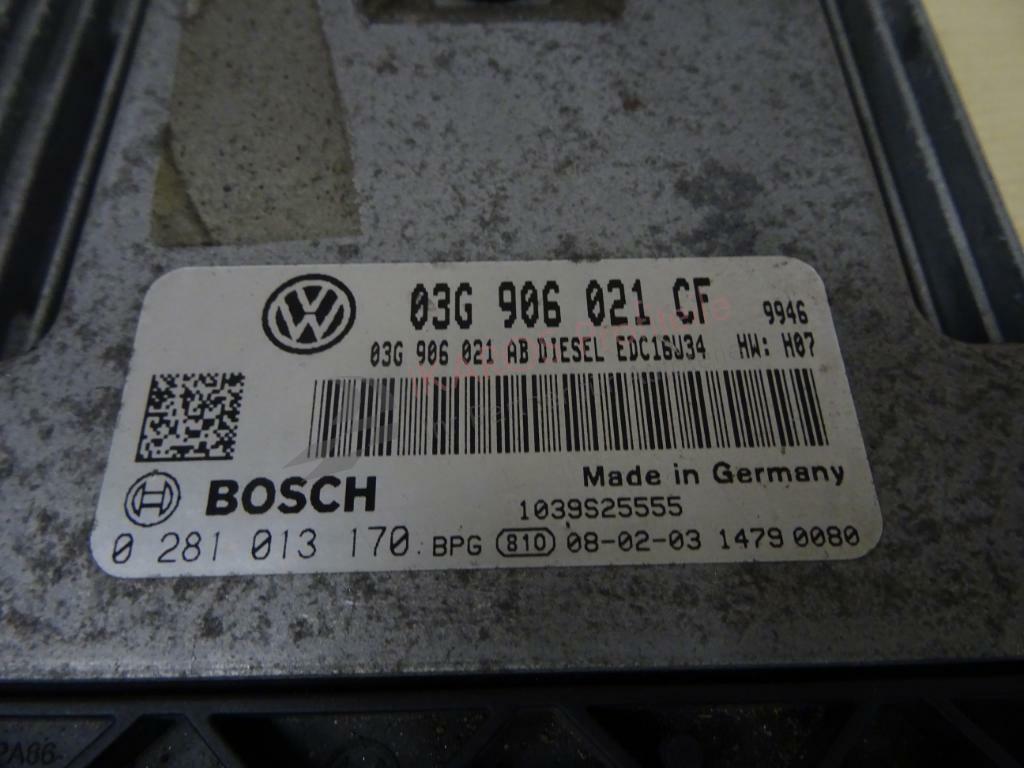 03G 906 021 CF 9946
03G 906 021 AB DIESEL EDC16U34 HW: H07
Made in Germany
BOSCH
1039S25555
0 281 013 170 BPG 810 08-02-03 1479 0080